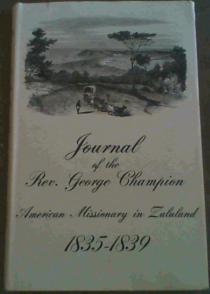 Journal
of the
Rev. George Champion
American Missionary in Zululand
1835-1839